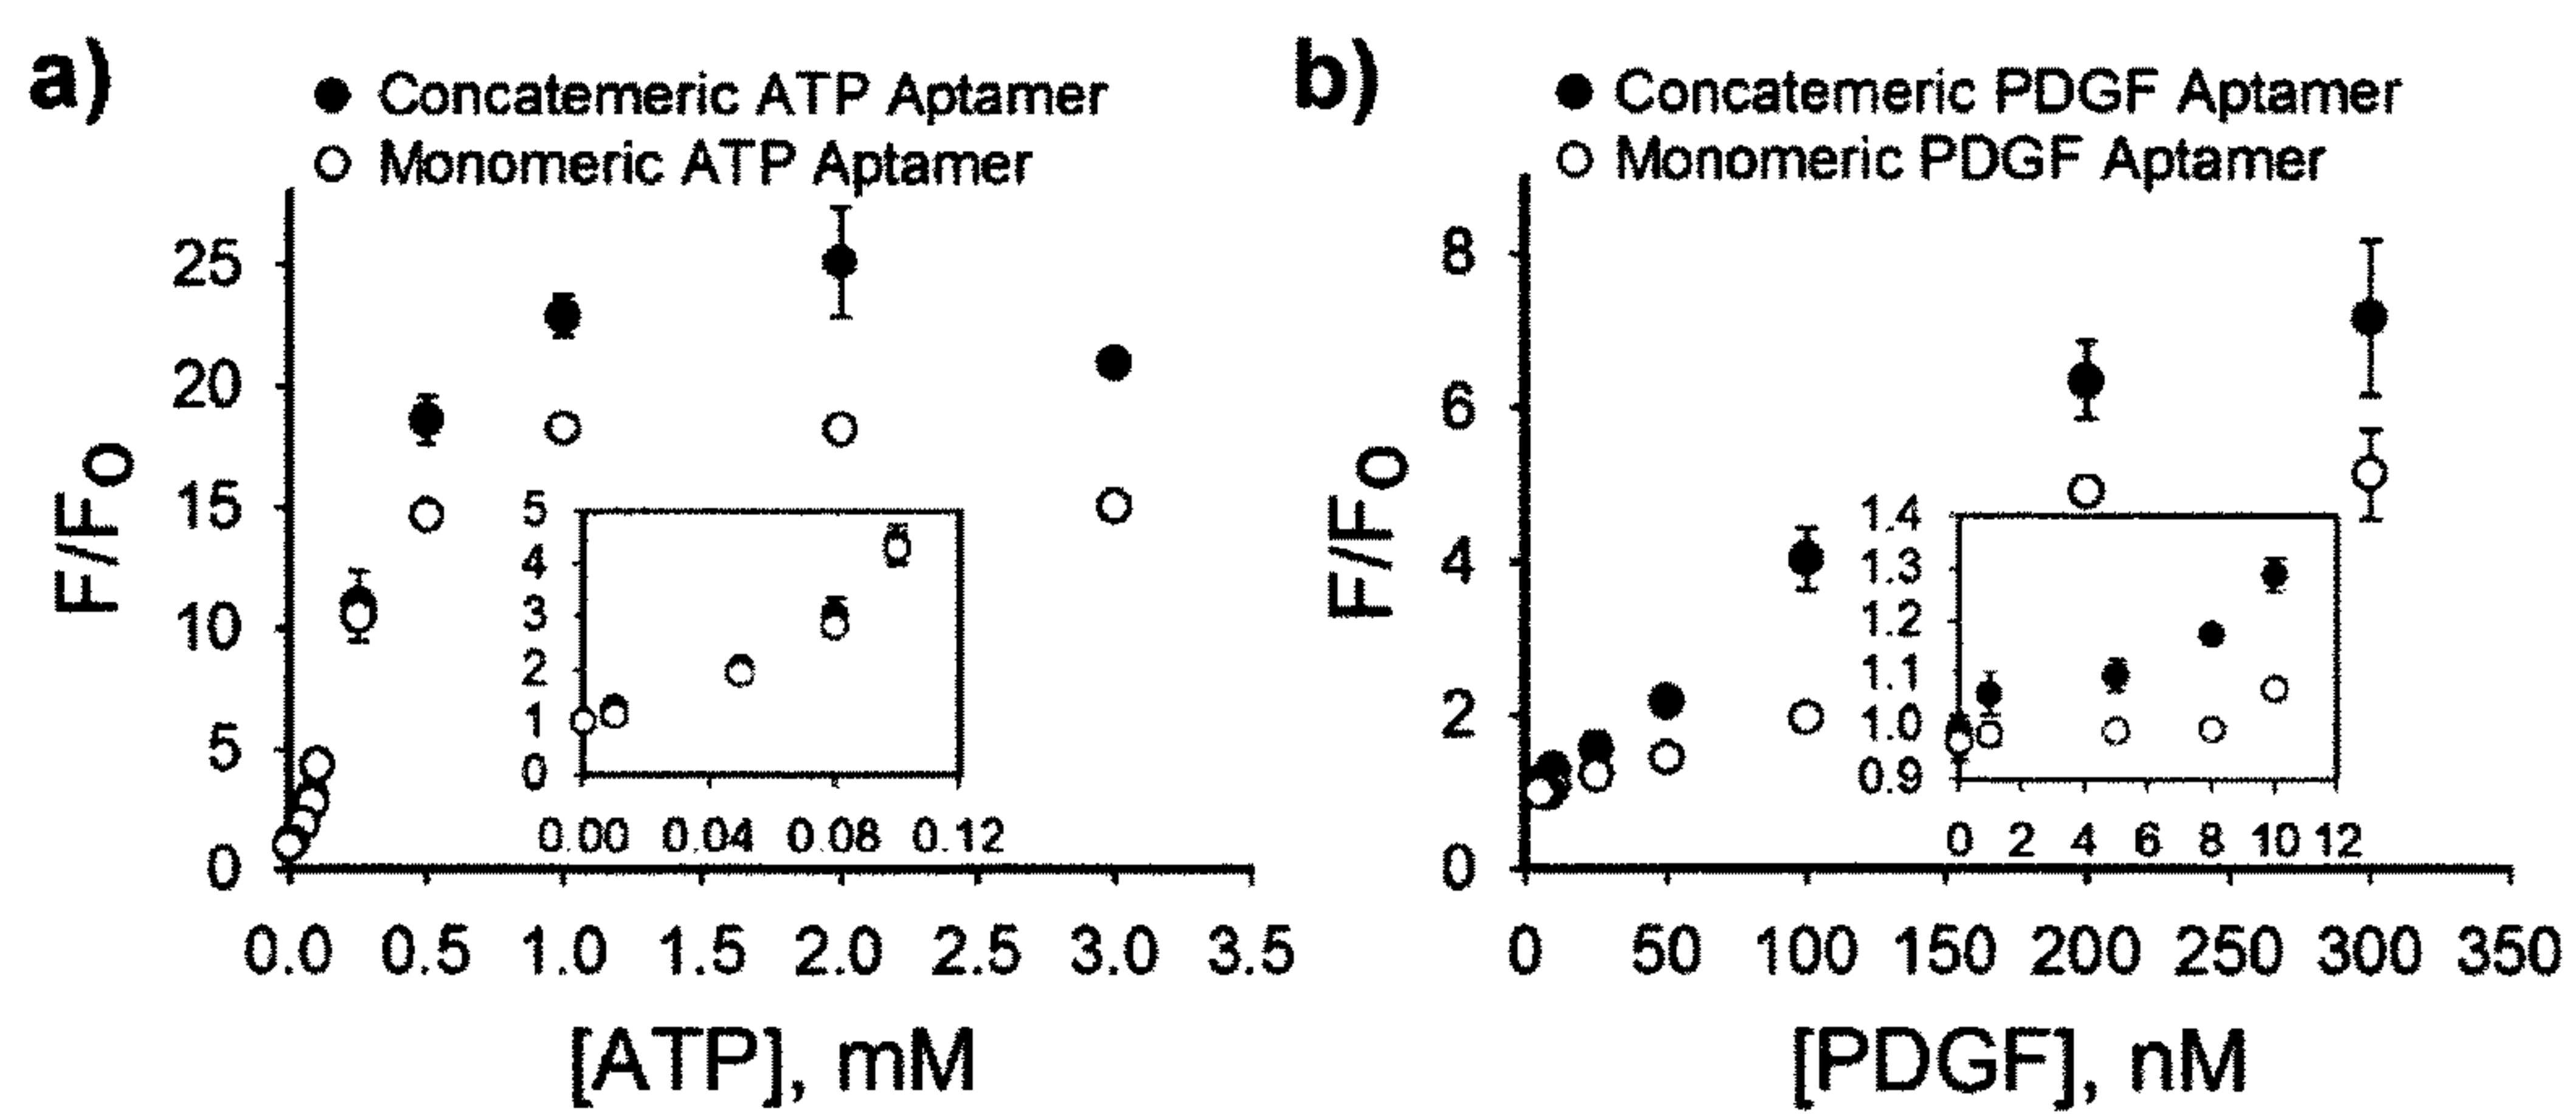 a)
● Concatemeric ATP Aptamer
○ Monomeric ATP Aptamer
F/Fo
25
20
15
10
5
0
0.0 0.5 1.0 1.5 2.0 2.5 3.0 3.5
[ATP], mM
5
4
3
2
1
0
0.00 0.04 0.08 0.12
b)
● Concatemeric PDGF Aptamer
○ Monomeric PDGF Aptamer
F/Fo
8
6
4
2
0
0 50 100 150 200 250 300 350
[PDGF], nM
1.4
1.3
1.2
1.1
1.0
0.9
0 2 4 6 8 10 12